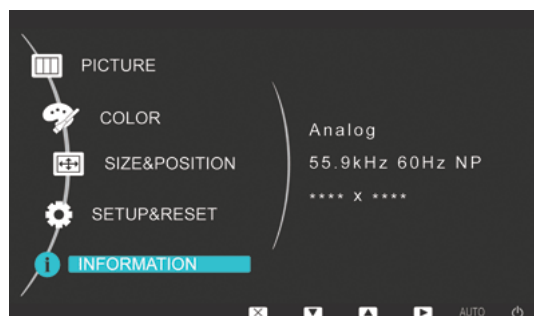 PICTURE
COLOR
SIZE&POSITION
SETUP&RESET
INFORMATION
Analog
55.9kHz 60Hz NP
**** x ****
AUTO